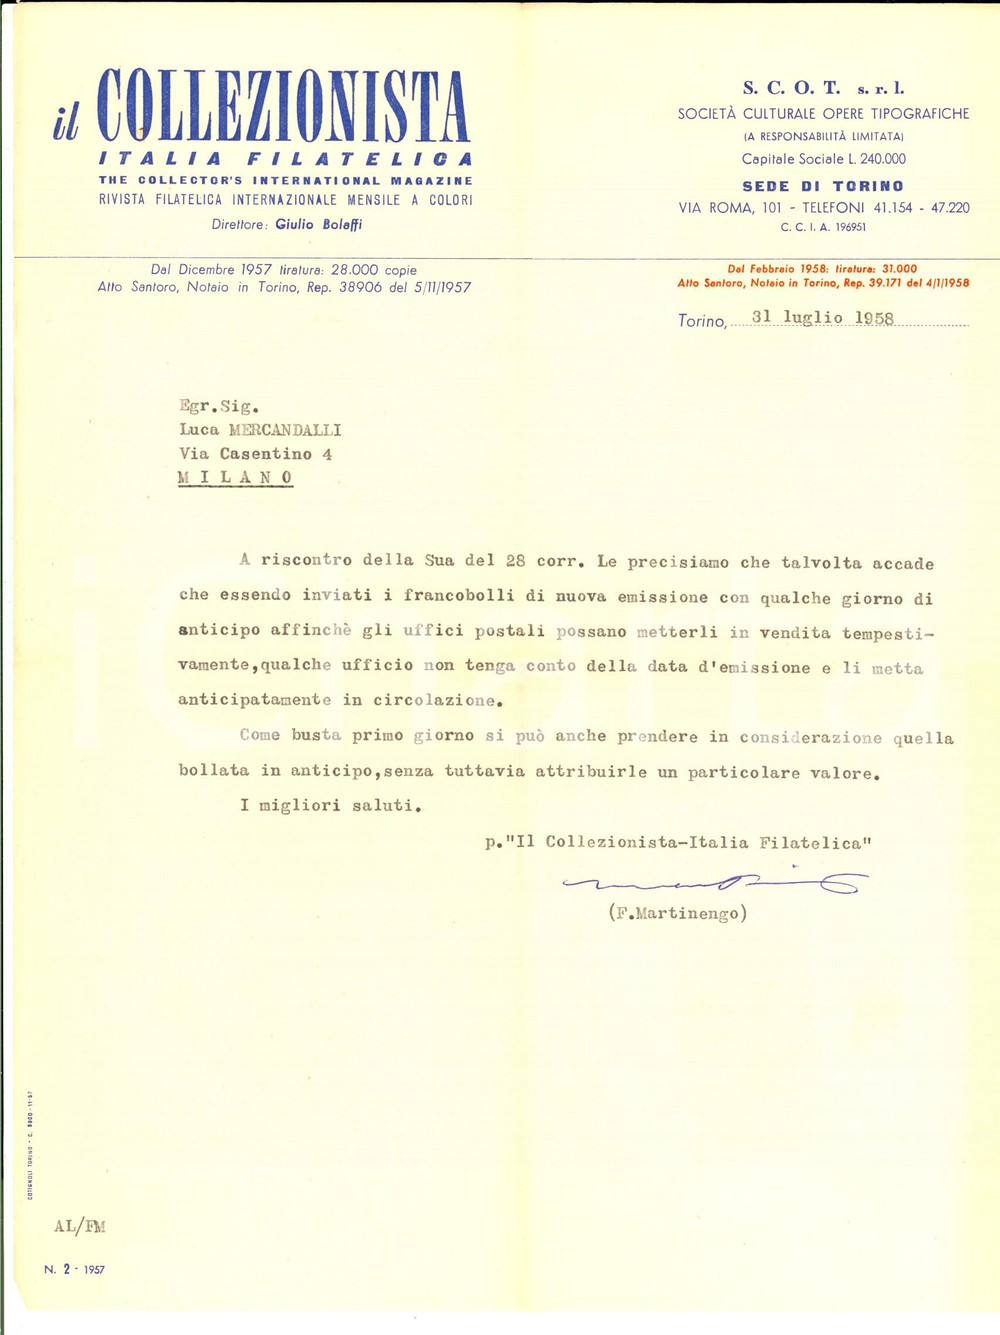 il COLLEZIONISTA
ITALIA FILATELICA
THE COLLECTOR'S INTERNATIONAL MAGAZINE
RIVISTA FILATELICA INTERNAZIONALE MENSILE A COLORI
Direttore: Giulio Bolaffi
S. C. O. T. s. r. l.
SOCIETÀ CULTURALE OPERE TIPOGRAFICHE
(A RESPONSABILITÀ LIMITATA)
Capitale Sociale L. 240.000
SEDE DI TORINO
VIA ROMA, 101 - TELEFONI 41.154 - 47.220
C. C. I. A. 196951
Dal Dicembre 1957 tiratura: 28.000 copie
Atto Santoro, Notaio in Torino, Rep. 38906 del 5/11/1957
Dal Febbraio 1958: tiratura: 31.000
Atto Santoro, Notaio in Torino, Rep. 39.171 del 4/1/1958
Torino, 31 luglio 1958
Egr.Sig.
Luca MERCANDALLI
Via Casentino 4
M I L A N O
A riscontro della Sua del 28 corr. Le precisiamo che talvolta accade
che essendo inviati i francobolli di nuova emissione con qualche giorno di
anticipo affinchè gli uffici postali possano metterli in vendita tempesti-
vamente,qualche ufficio non tenga conto della data d'emissione e li metta
anticipatamente in circolazione.
Come busta primo giorno si può anche prendere in considerazione quella
bollata in anticipo,senza tuttavia attribuirle un particolare valore.
I migliori saluti.
p."Il Collezionista-Italia Filatelica"
(F.Martinengo)
COTIGNOLI TORINO - C. 5000 - 11-57
AL/FM
N. 2 - 1957